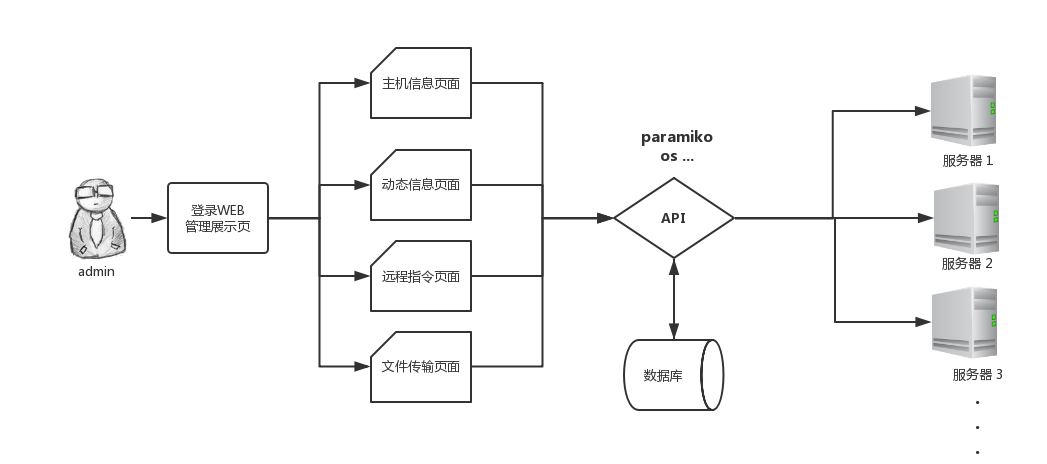 admin
登录WEB
管理展示页
主机信息页面
动态信息页面
远程指令页面
文件传输页面
paramiko
os ...
API
数据库
服务器 1
服务器 2
服务器 3
.
.
.